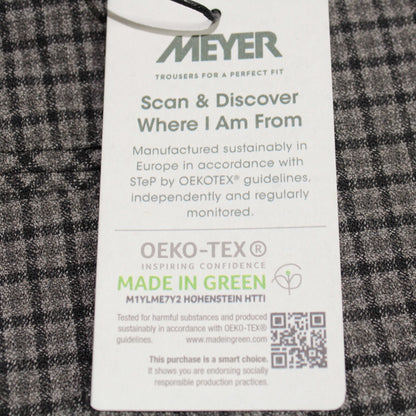 MEYER
TROUSERS FOR A PERFECT FIT
Scan & Discover
Where I Am From
Manufactured sustainably in
Europe in accordance with
STeP by OEKOTEX® guidelines,
independently and regularly
monitored.
OEKO-TEX®
INSPIRING CONFIDENCE
MADE IN GREEN
M1YLME7Y2 HOHENSTEIN HTTI
Tested for harmful substances and produced
sustainably in accordance with OEKO-TEX®
guidelines. www.madeingreen.com
This purchase is a smart choice.
It shows you are endorsing socially
responsible production practices.